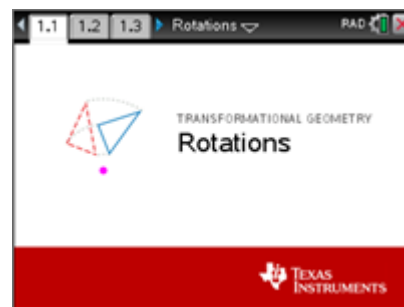 1.1 1.2 1.3 Rotations RAD
TRANSFORMATIONAL GEOMETRY
Rotations
TEXAS
INSTRUMENTS